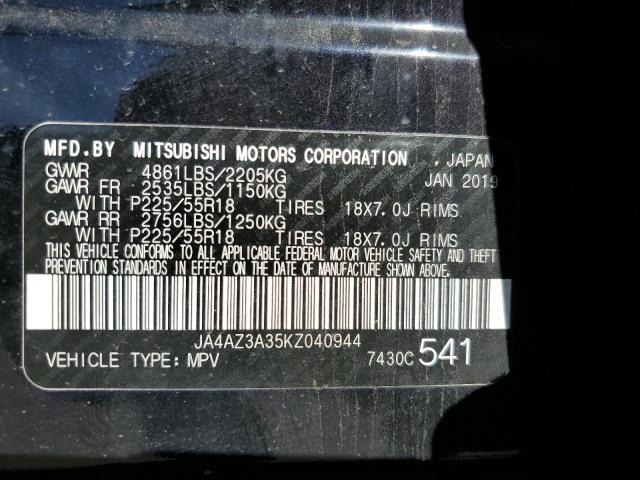 MFD.BY MITSUBISHI MOTORS CORPORATION , JAPAN
GVWR 4861LBS/2205KG JAN 2019
GAWR FR 2535LBS/1150KG
WITH P225/55R18 TIRES 18X7.0J RIMS
GAWR RR 2756LBS/1250KG
WITH P225/55R18 TIRES 18X7.0J RIMS
THIS VEHICLE CONFORMS TO ALL APPLICABLE FEDERAL MOTOR VEHICLE SAFETY AND THEFT
PREVENTION STANDARDS IN EFFECT ON THE DATE OF MANUFACTURE SHOWN ABOVE.
JA4AZ3A35KZ040944
VEHICLE TYPE: MPV 7430C 541